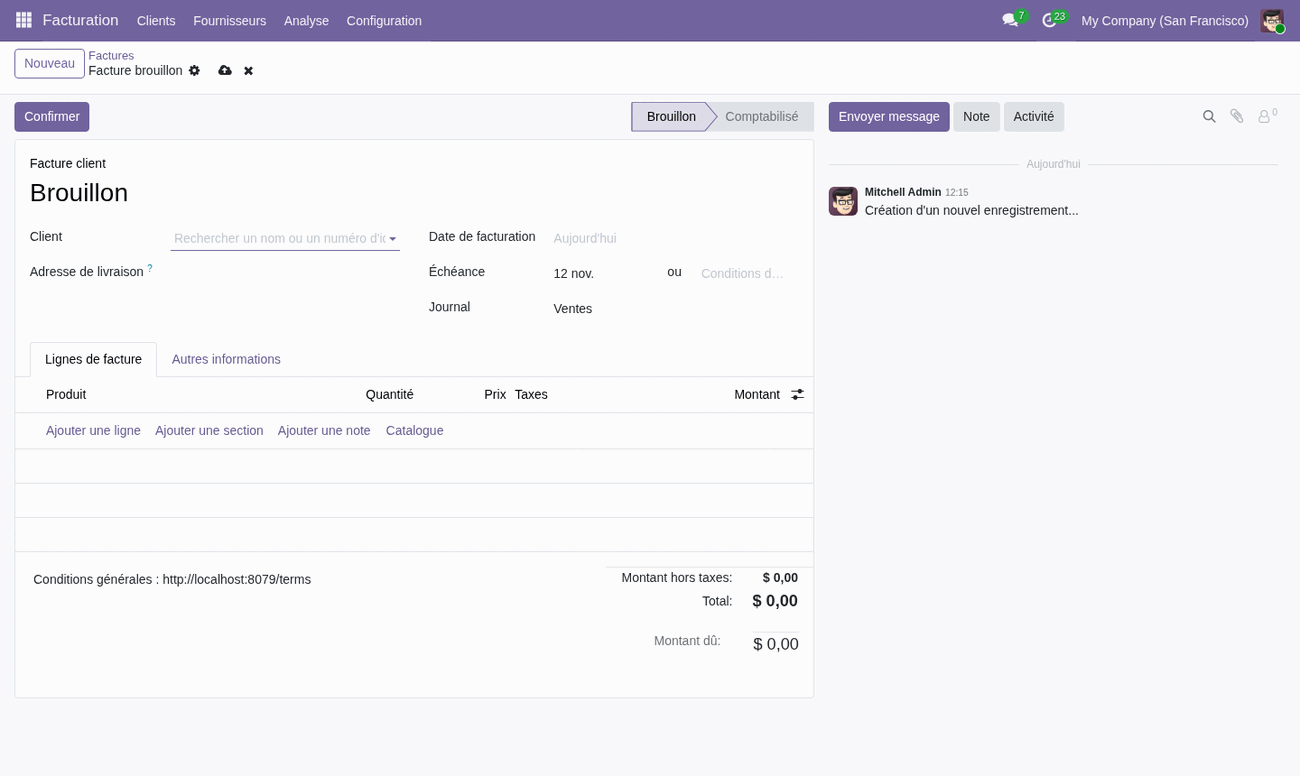 Facturation Clients Fournisseurs Analyse Configuration 7 23 My Company (San Francisco)
Nouveau Factures
Facture brouillon
Confirmer Brouillon Comptabilisé Envoyer message Note Activité 0
Facture client
Brouillon
Client Rechercher un nom ou un numéro d'i
Adresse de livraison ?
Date de facturation Aujourd'hui
Échéance 12 nov. ou Conditions d…
Journal Ventes
Lignes de facture Autres informations
Produit Quantité Prix Taxes Montant
Ajouter une ligne Ajouter une section Ajouter une note Catalogue
Conditions générales : http://localhost:8079/terms
Montant hors taxes: $ 0,00
Total: $ 0,00
Montant dû: $ 0,00
Aujourd'hui
Mitchell Admin 12:15
Création d'un nouvel enregistrement...